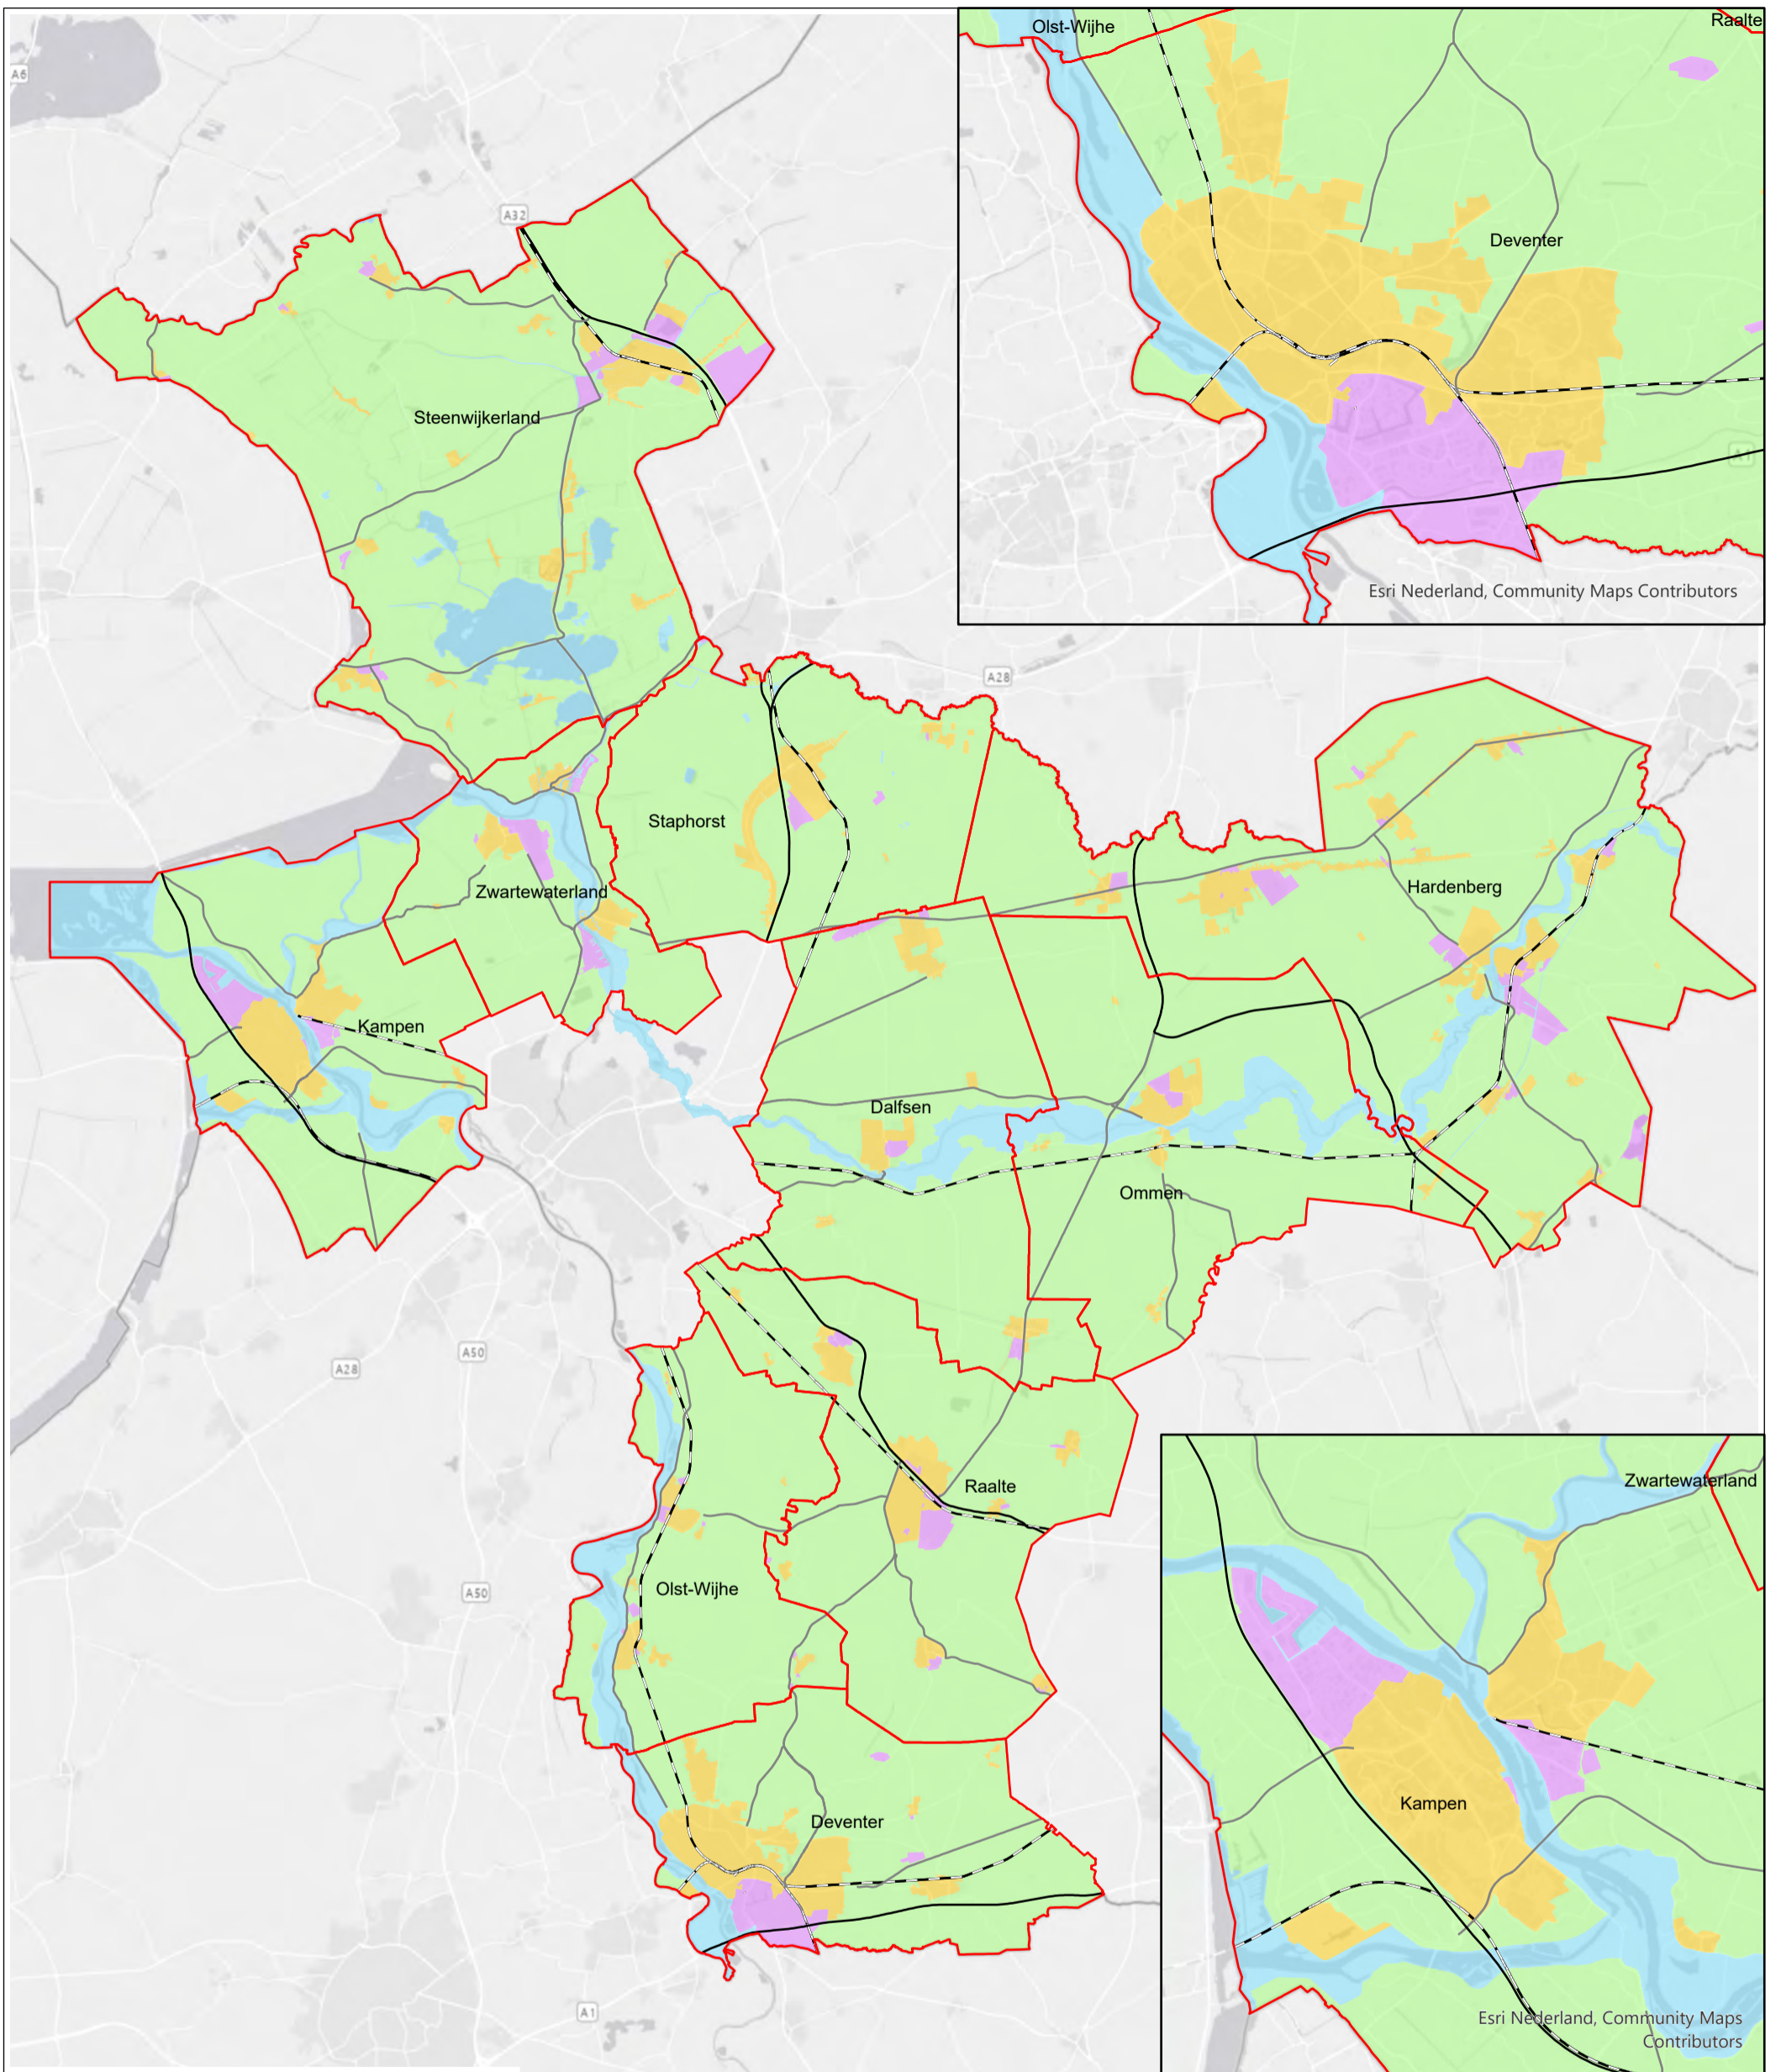 Olst-Wijhe
Raalte
A6
A32
Deventer
A1
Steenwijkerland
Esri Nederland, Community Maps Contributors
A28
Staphorst
Zwartewaterland
Hardenberg
Kampen
Dalfsen
Ommen
A50
A28
Raalte
Zwartewaterland
A50
Olst-Wijhe
Kampen
Deventer
A1
Esri Nederland, Community Maps
Contributors